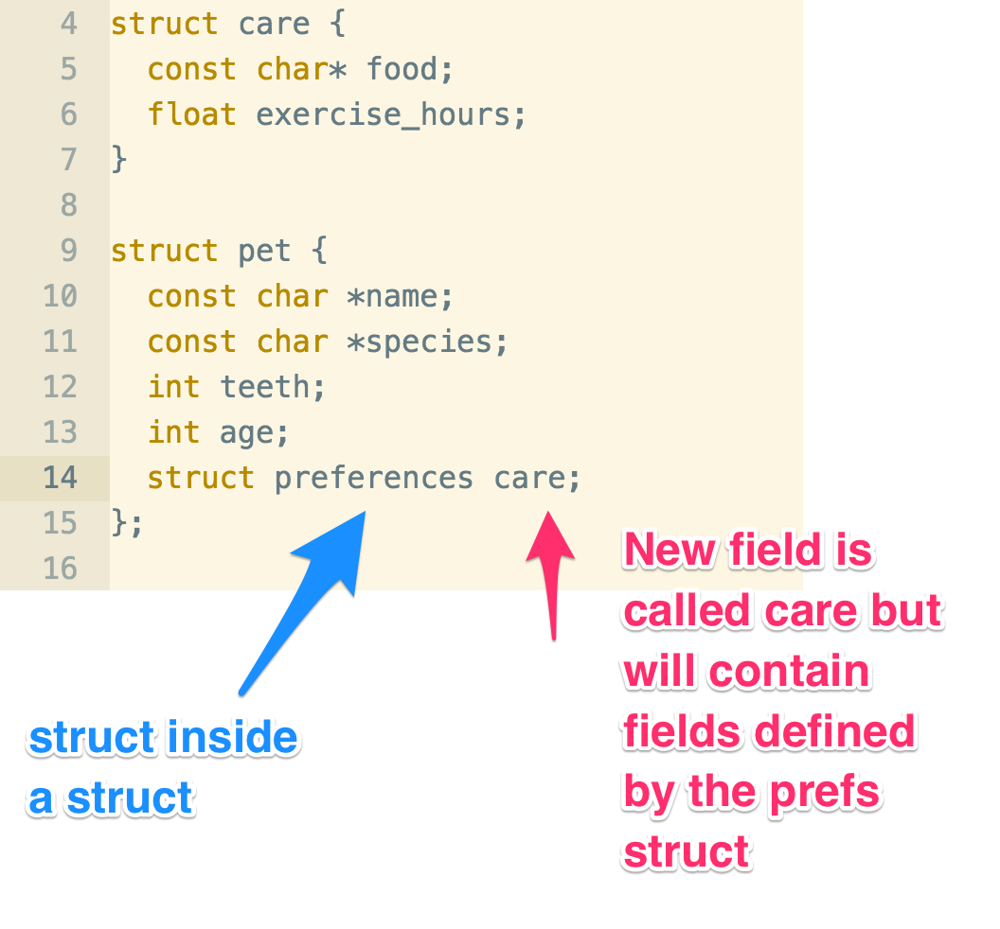 4 struct care {
5 const char* food;
6 float exercise_hours;
7 }
8
9 struct pet {
10 const char *name;
11 const char *species;
12 int teeth;
13 int age;
14 struct preferences care;
15 };
16
New field is
called care but
will contain
fields defined
by the prefs
struct
struct inside
a struct